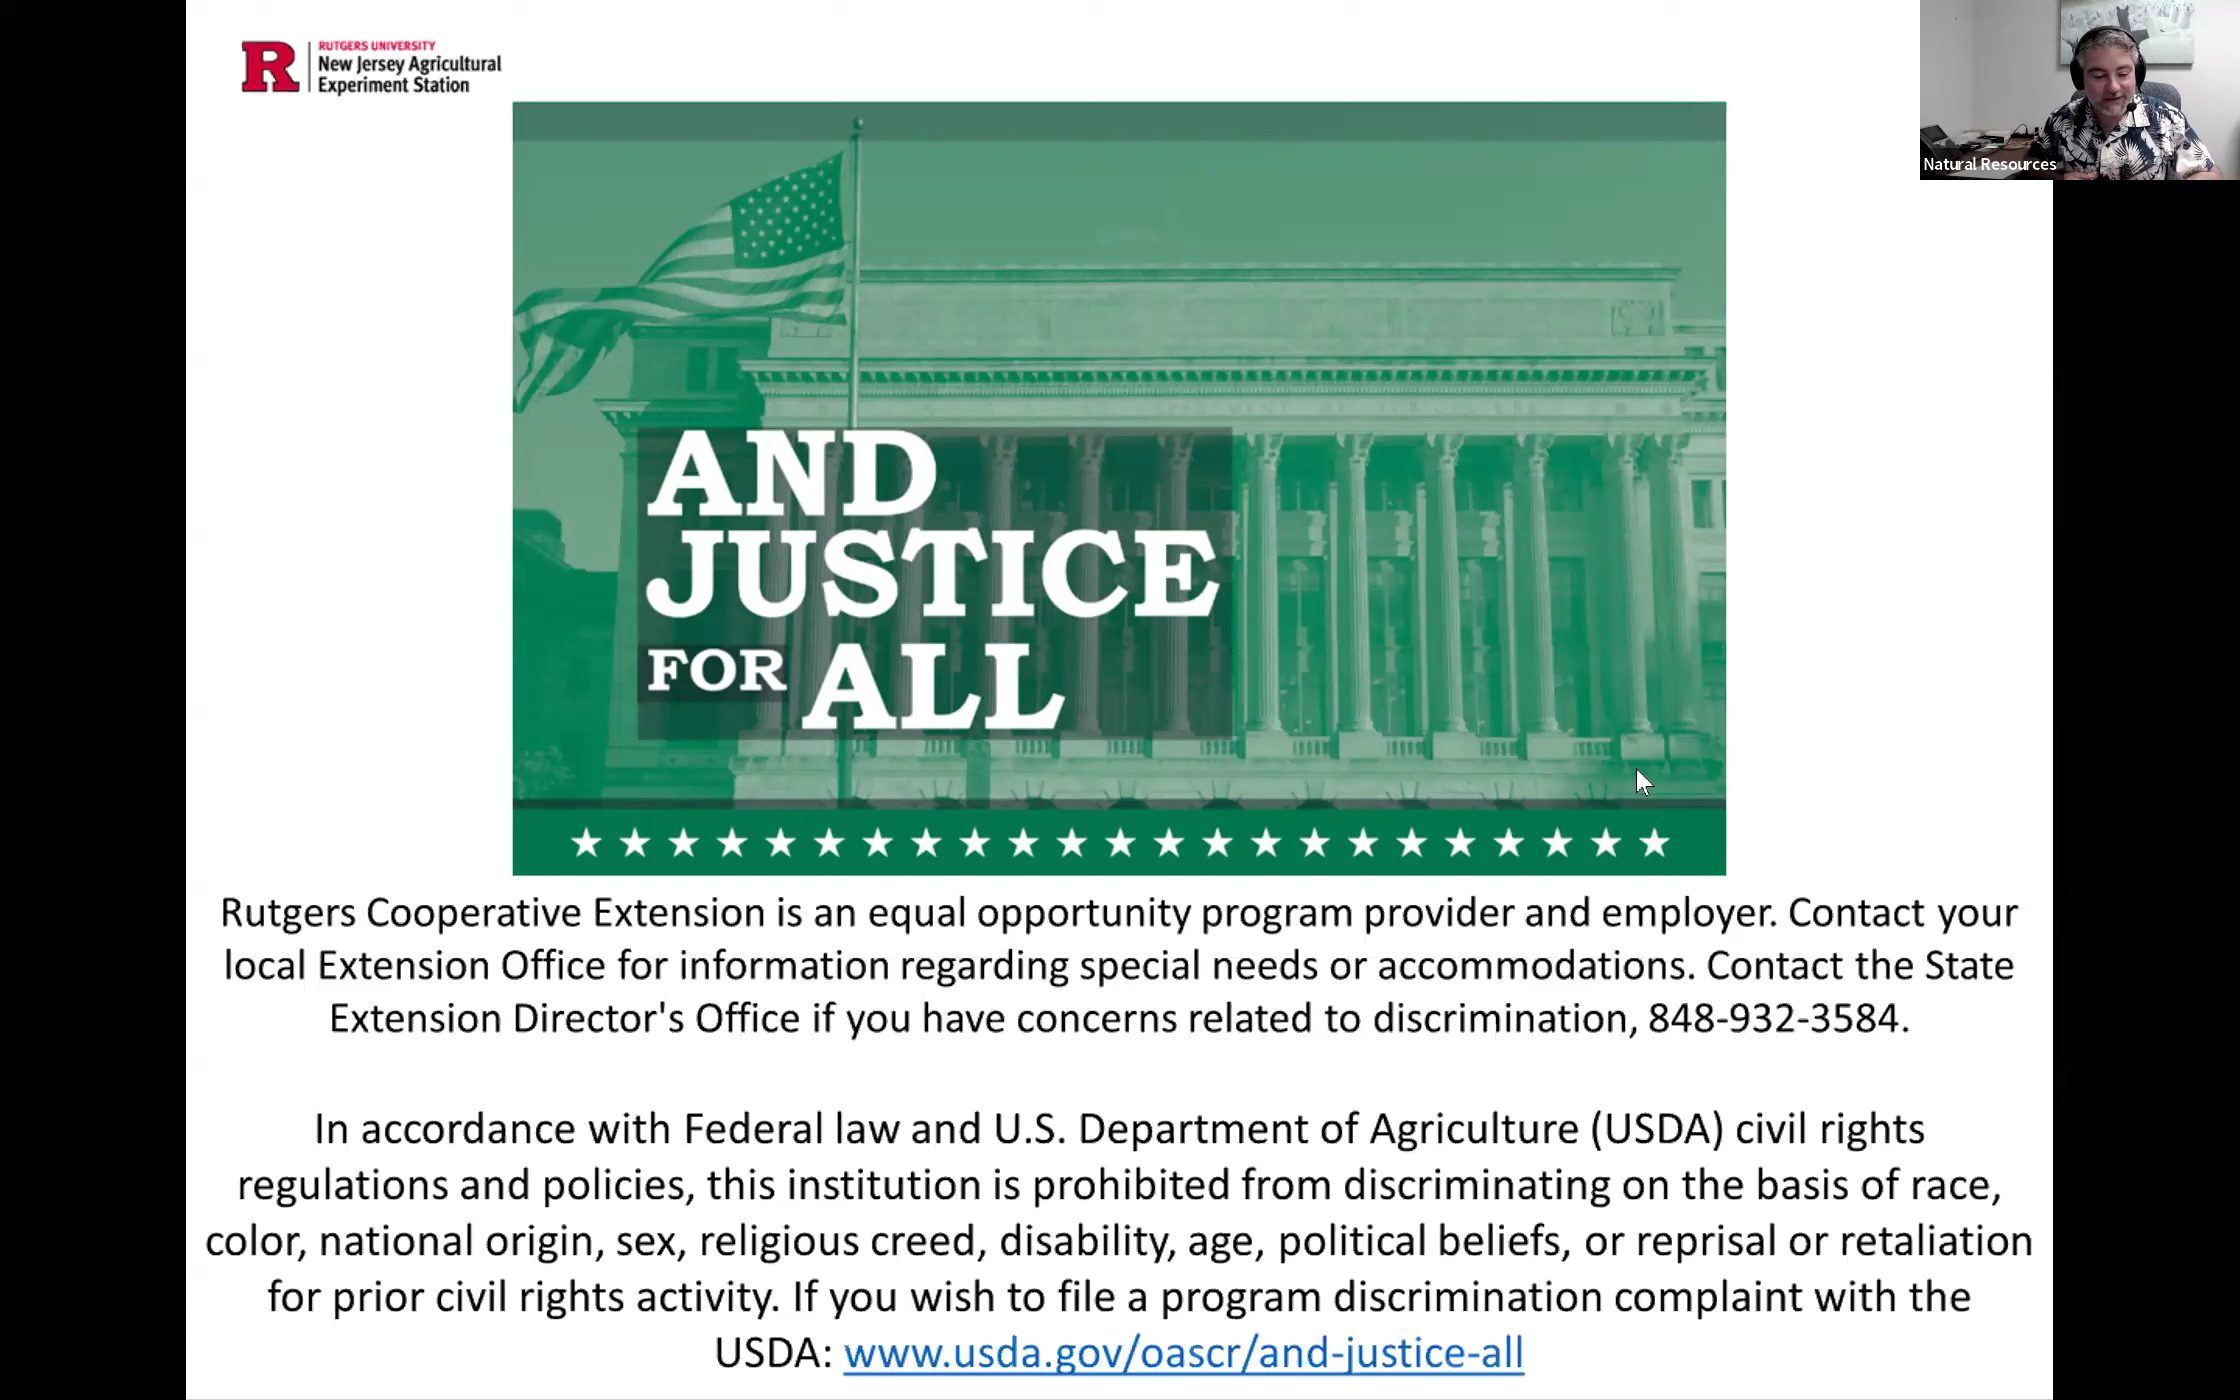 RUTGERS UNIVERSITY
New Jersey Agricultural
Experiment Station
Natural Resources
AND
JUSTICE
FOR ALL
Rutgers Cooperative Extension is an equal opportunity program provider and employer. Contact your
local Extension Office for information regarding special needs or accommodations. Contact the State
Extension Director's Office if you have concerns related to discrimination, 848-932-3584.
In accordance with Federal law and U.S. Department of Agriculture (USDA) civil rights
regulations and policies, this institution is prohibited from discriminating on the basis of race,
color, national origin, sex, religious creed, disability, age, political beliefs, or reprisal or retaliation
for prior civil rights activity. If you wish to file a program discrimination complaint with the
USDA: www.usda.gov/oascr/and-justice-all